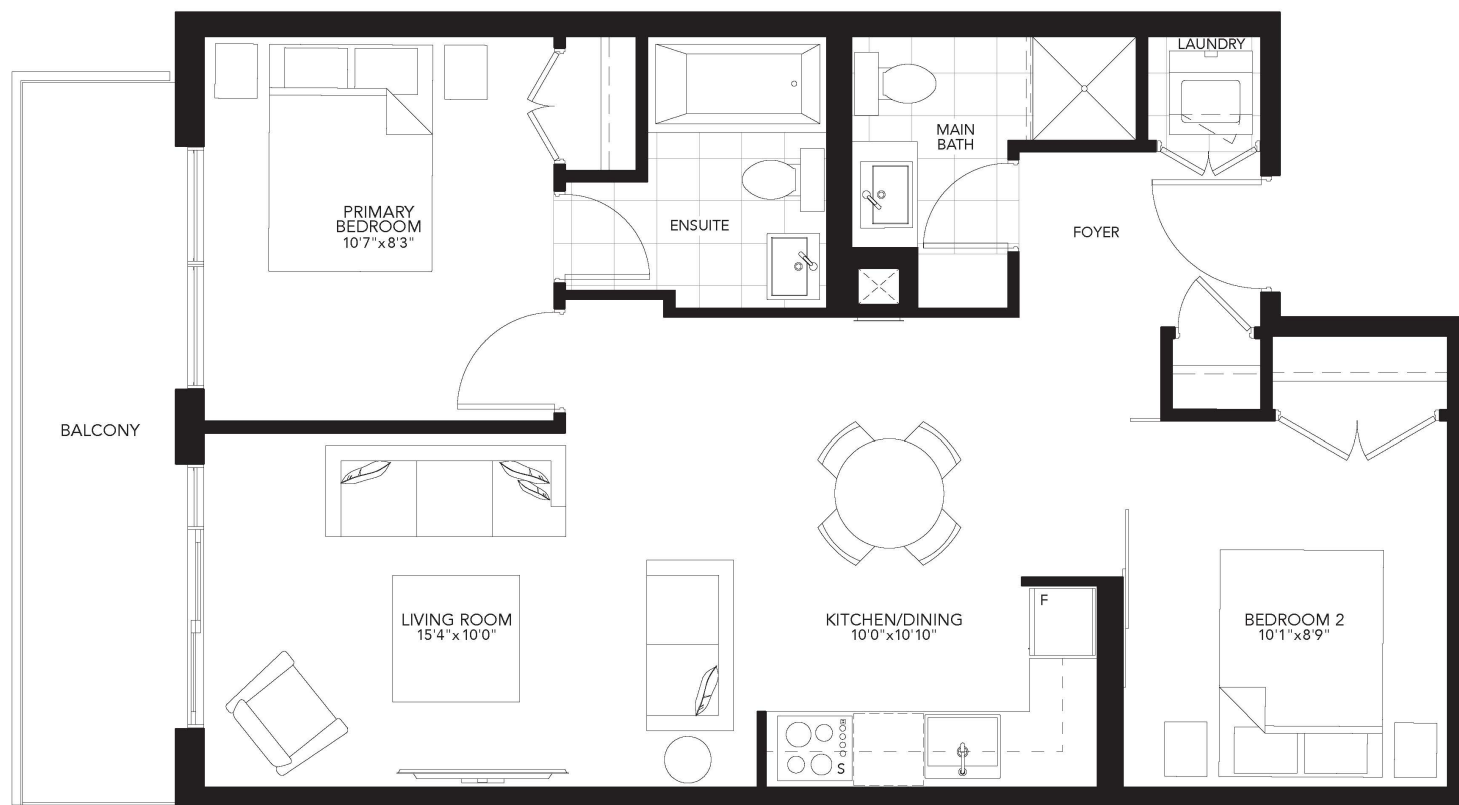 LAUNDRY
MAIN
BATH
PRIMARY
BEDROOM
10'7"x8'3"
ENSUITE
FOYER
BALCONY
LIVING ROOM
15'4"x10'0"
KITCHEN/DINING
10'0"x10'10"
F
BEDROOM 2
10'1"x8'9"
S